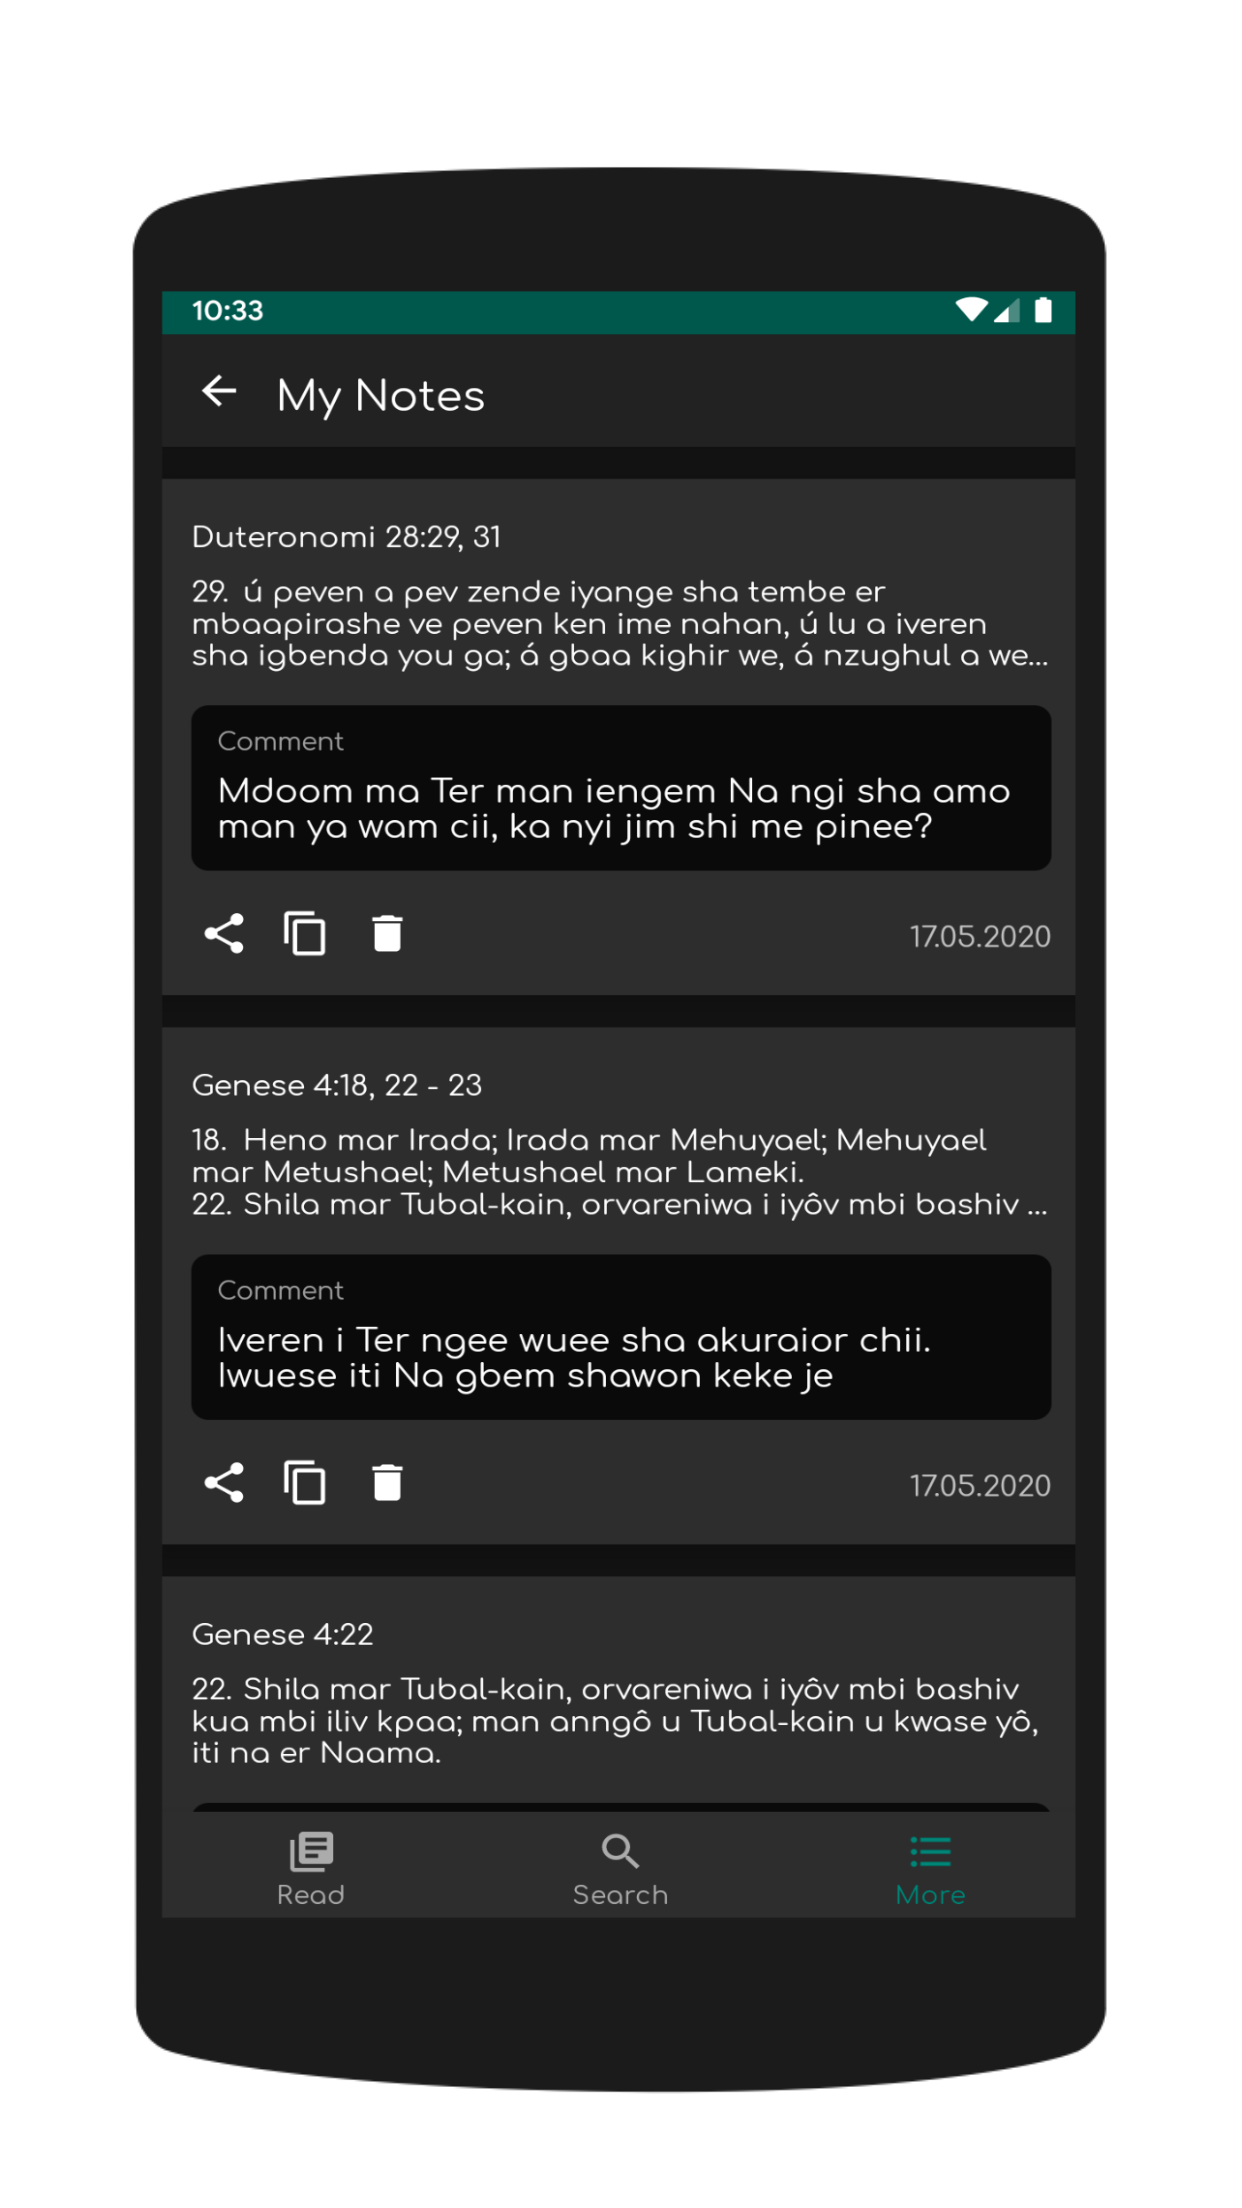 10:33
My Notes
Duteronomi 28:29, 31
29. ú peven a pev zende iyange sha tembe er
mbaapirashe ve peven ken ime nahan, ú lu a iveren
sha igbenda you ga; á gbaa kighir we, á nzughul a we...
Comment
Mdoom ma Ter man iengem Na ngi sha amo
man ya wam cii, ka nyi jim shi me pinee?
17.05.2020
Genese 4:18, 22 - 23
18. Heno mar Irada; Irada mar Mehuyael; Mehuyael
mar Metushael; Metushael mar Lameki.
22. Shila mar Tubal-kain, orvareniwa i iyôv mbi bashiv ...
Comment
Iveren i Ter ngee wuee sha akuraior chii.
Iwuese iti Na gbem shawon keke je
17.05.2020
Genese 4:22
22. Shila mar Tubal-kain, orvareniwa i iyôv mbi bashiv
kua mbi iliv kpaa; man anngô u Tubal-kain u kwase yô,
iti na er Naama.
Read
Search
More